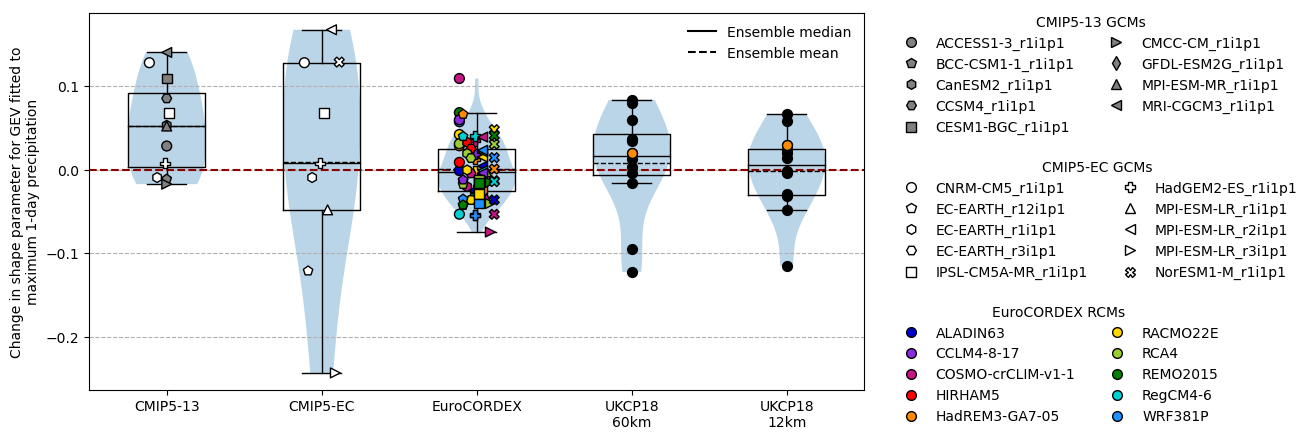 Change in shape parameter for GEV fitted to
maximum 1-day precipitation
0.1
0.0
−0.1
−0.2
CMIP5-13
CMIP5-EC
EuroCORDEX
UKCP18
60km
UKCP18
12km
Ensemble median
Ensemble mean
CMIP5-13 GCMs
ACCESS1-3_r1i1p1
BCC-CSM1-1_r1i1p1
CanESM2_r1i1p1
CCSM4_r1i1p1
CESM1-BGC_r1i1p1
CMCC-CM_r1i1p1
GFDL-ESM2G_r1i1p1
MPI-ESM-MR_r1i1p1
MRI-CGCM3_r1i1p1
CMIP5-EC GCMs
CNRM-CM5_r1i1p1
EC-EARTH_r12i1p1
EC-EARTH_r1i1p1
EC-EARTH_r3i1p1
IPSL-CM5A-MR_r1i1p1
HadGEM2-ES_r1i1p1
MPI-ESM-LR_r1i1p1
MPI-ESM-LR_r2i1p1
MPI-ESM-LR_r3i1p1
NorESM1-M_r1i1p1
EuroCORDEX RCMs
ALADIN63
CCLM4-8-17
COSMO-crCLIM-v1-1
HIRHAM5
HadREM3-GA7-05
RACMO22E
RCA4
REMO2015
RegCM4-6
WRF381P